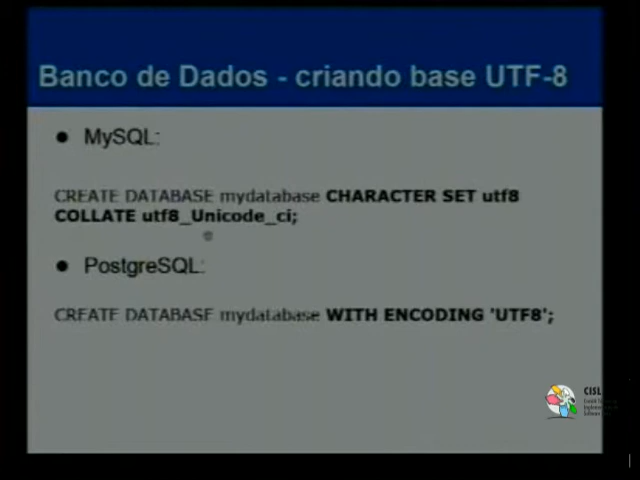 Banco de Dados - criando base UTF-8
MySQL:
CREATE DATABASE mydatabase CHARACTER SET utf8
COLLATE utf8_Unicode_ci;
PostgreSQL:
CREATE DATABASE mydatabase WITH ENCODING 'UTF8';
CISL